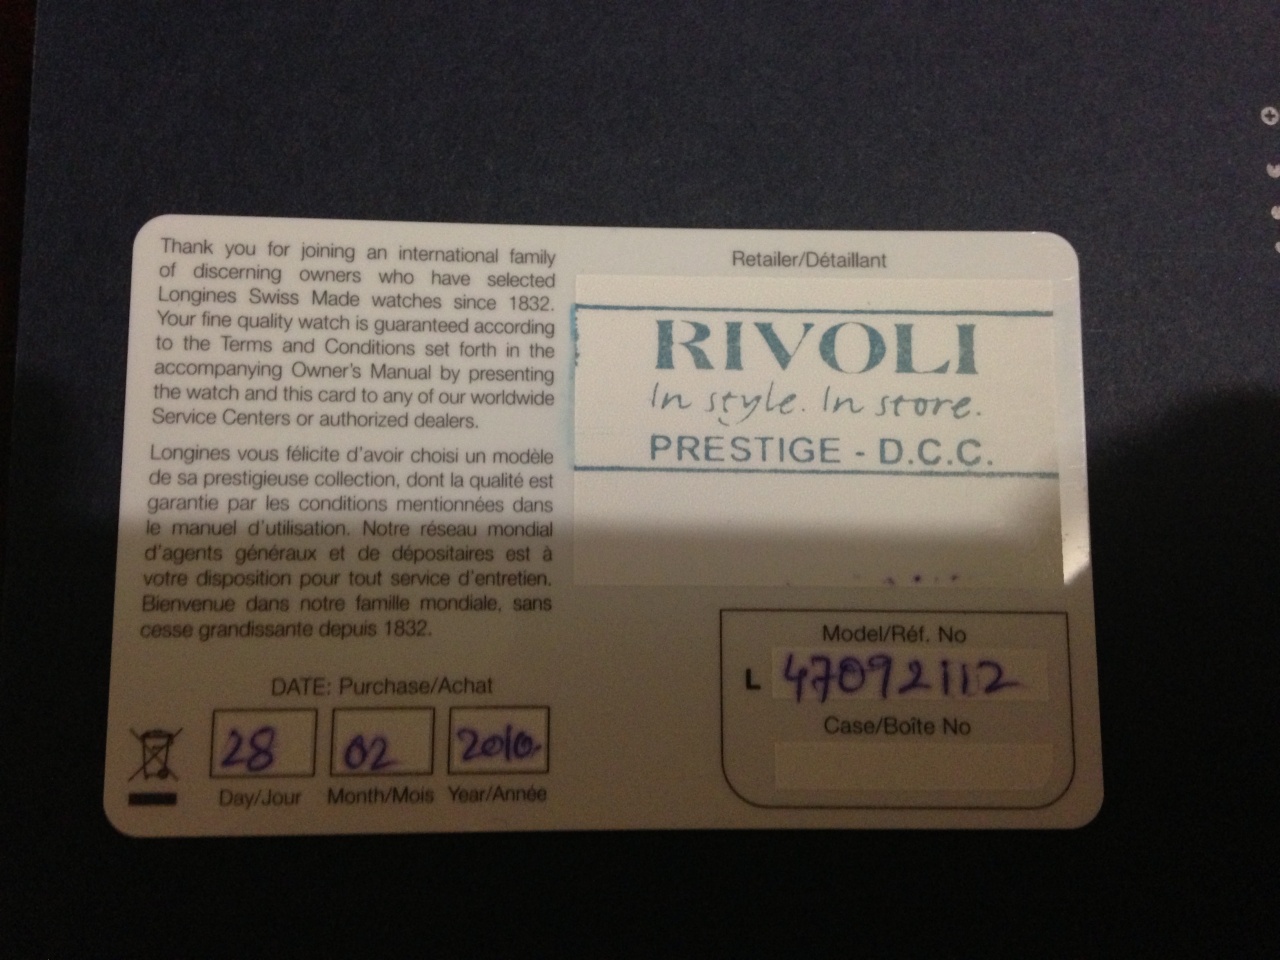 Thank you for joining an international family
of discerning owners who have selected
Longines Swiss Made watches since 1832.
Your fine quality watch is guaranteed according
to the Terms and Conditions set forth in the
accompanying Owner's Manual by presenting
the watch and this card to any of our worldwide
Service Centers or authorized dealers.
Longines vous félicite d'avoir choisi un modèle
de sa prestigieuse collection, dont la qualité est
garantie par les conditions mentionnées dans
le manuel d'utilisation. Notre réseau mondial
d'agents généraux et de dépositaires est à
votre disposition pour tout service d'entretien.
Bienvenue dans notre famille mondiale, sans
cesse grandissante depuis 1832.
DATE: Purchase/Achat
28 02 2010
Day/Jour Month/Mois Year/Année
Retailer/Détaillant
RIVOLI
In style. In store.
PRESTIGE - D.C.C.
Model/Réf. No
L 47092112
Case/Boîte No